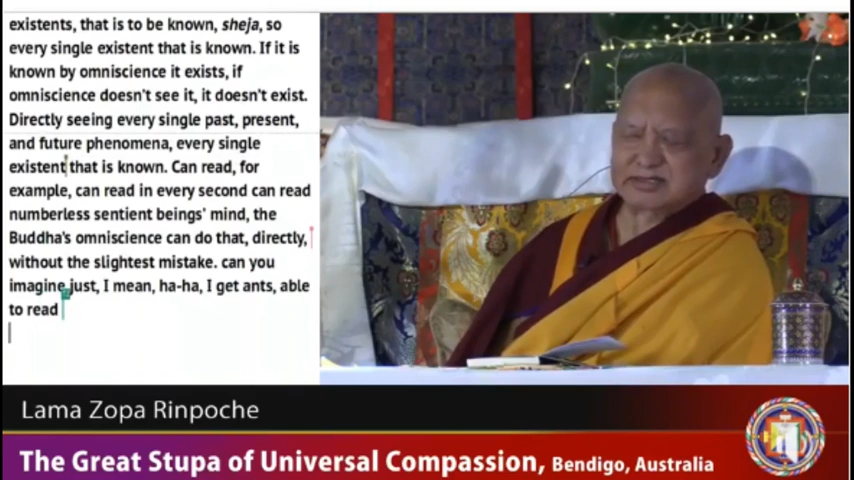 existents, that is to be known, sheja, so
every single existent that is known. If it is
known by omniscience it exists, if
omniscience doesn't see it, it doesn't exist.
Directly seeing every single past, present,
and future phenomena, every single
existent that is known. Can read, for
example, can read in every second can read
numberless sentient beings' mind, the
Buddha's omniscience can do that, directly,
without the slightest mistake. can you
imagine just, I mean, ha-ha, I get ants, able
to read
Lama Zopa Rinpoche
The Great Stupa of Universal Compassion, Bendigo, Australia